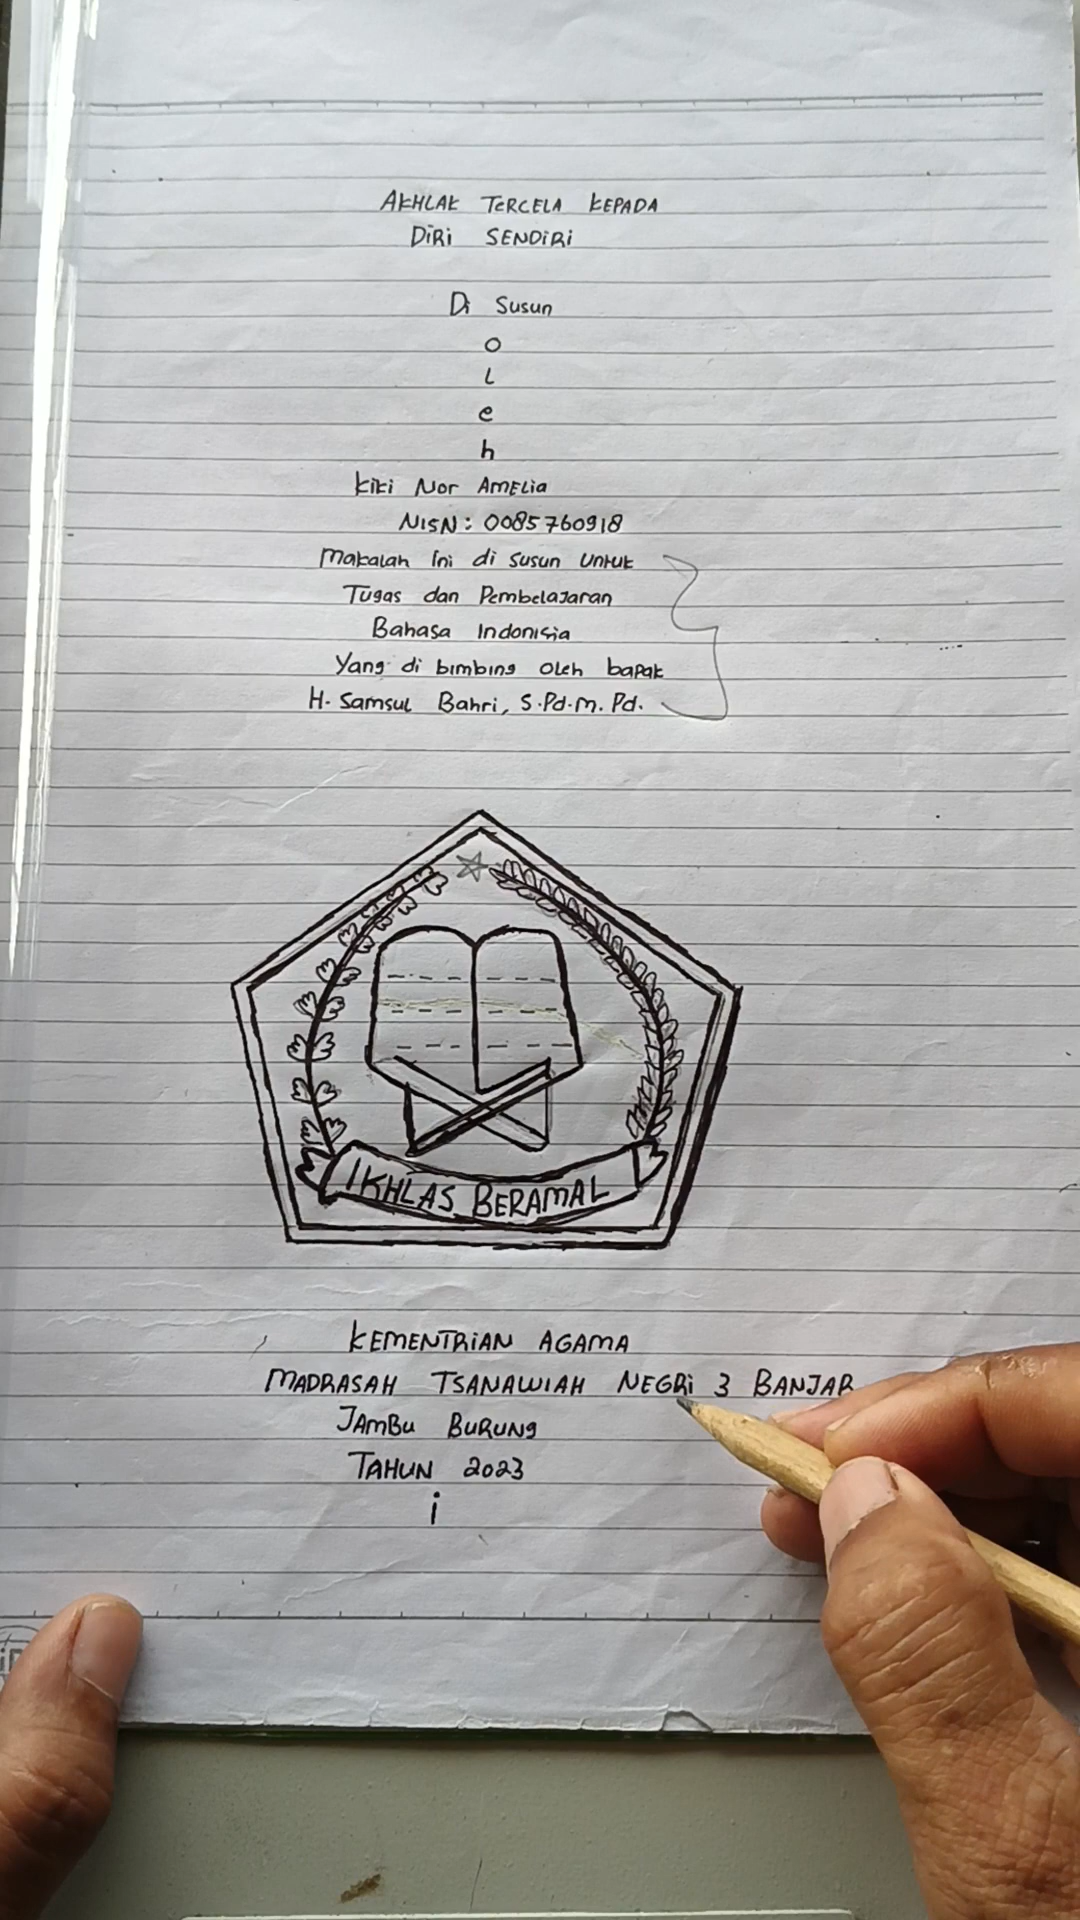 AKHLAK TERCELA KEPADA
DIRI SENDIRI
Di Susun
o
L
e
h
Kiki Nor AMELia
NISN: 0085760918
Makalah Ini di Susun Untuk
Tugas dan Pembelajaran
Bahasa Indonisia
Yang di bimbing oleh bapak
H. Samsul Bahri, S.Pd.M.Pd.
IKHLAS BERAMAL
KEMENTRIAN AGAMA
MADRASAH TSANAWIAH NEGRI 3 BANJAR
JAMBU BURUNG
TAHUN 2023
i